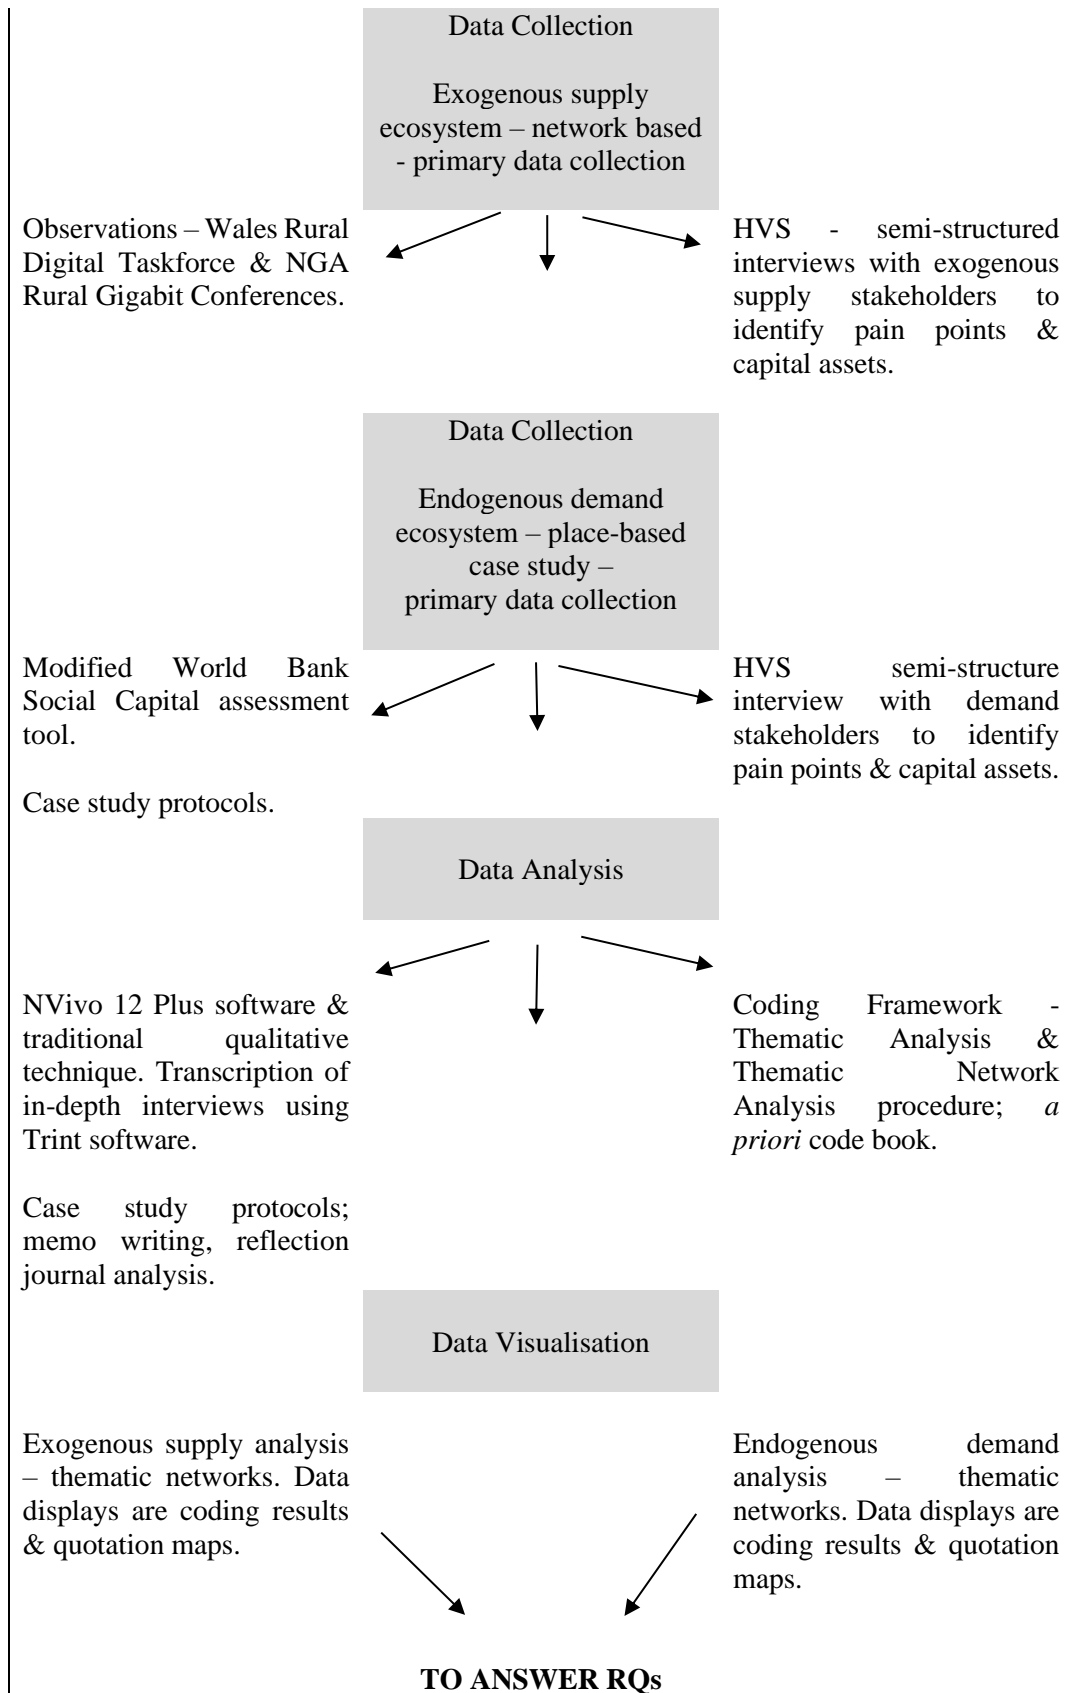 Data Collection
Exogenous supply
ecosystem – network based
- primary data collection
Observations – Wales Rural
Digital Taskforce & NGA
Rural Gigabit Conferences.
HVS - semi-structured
interviews with exogenous
supply stakeholders to
identify pain points &
capital assets.
Data Collection
Endogenous demand
ecosystem – place-based
case study –
primary data collection
Modified World Bank
Social Capital assessment
tool.
Case study protocols.
HVS semi-structure
interview with demand
stakeholders to identify
pain points & capital assets.
Data Analysis
NVivo 12 Plus software &
traditional qualitative
technique. Transcription of
in-depth interviews using
Trint software.
Case study protocols;
memo writing, reflection
journal analysis.
Coding Framework -
Thematic Analysis &
Thematic Network
Analysis procedure; a
priori code book.
Data Visualisation
Exogenous supply analysis
– thematic networks. Data
displays are coding results
& quotation maps.
Endogenous demand
analysis – thematic
networks. Data displays are
coding results & quotation
maps.
TO ANSWER RQs